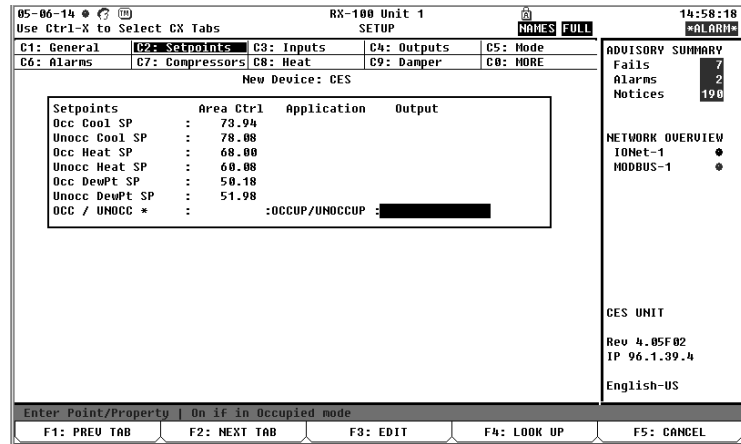 05-06-14 RX-100 Unit 1 14:58:18
Use Ctrl-X to Select CX Tabs SETUP NAMES FULL *ALARM*
C1: General C2: Setpoints C3: Inputs C4: Outputs C5: Mode
C6: Alarms C7: Compressors C8: Heat C9: Damper C0: MORE
New Device: CES
Setpoints Area Ctrl Application Output
Occ Cool SP : 73.94
Unocc Cool SP : 78.08
Occ Heat SP : 68.00
Unocc Heat SP : 60.08
Occ DewPt SP : 50.18
Unocc DewPt SP : 51.98
OCC / UNOCC * : :OCCUP/UNOCCUP :
ADVISORY SUMMARY
Fails 7
Alarms 2
Notices 190
NETWORK OVERVIEW
IONet-1
MODBUS-1
CES UNIT
Rev 4.05F02
IP 96.1.39.4
English-US
Enter Point/Property | On if in Occupied mode
F1: PREV TAB F2: NEXT TAB F3: EDIT F4: LOOK UP F5: CANCEL